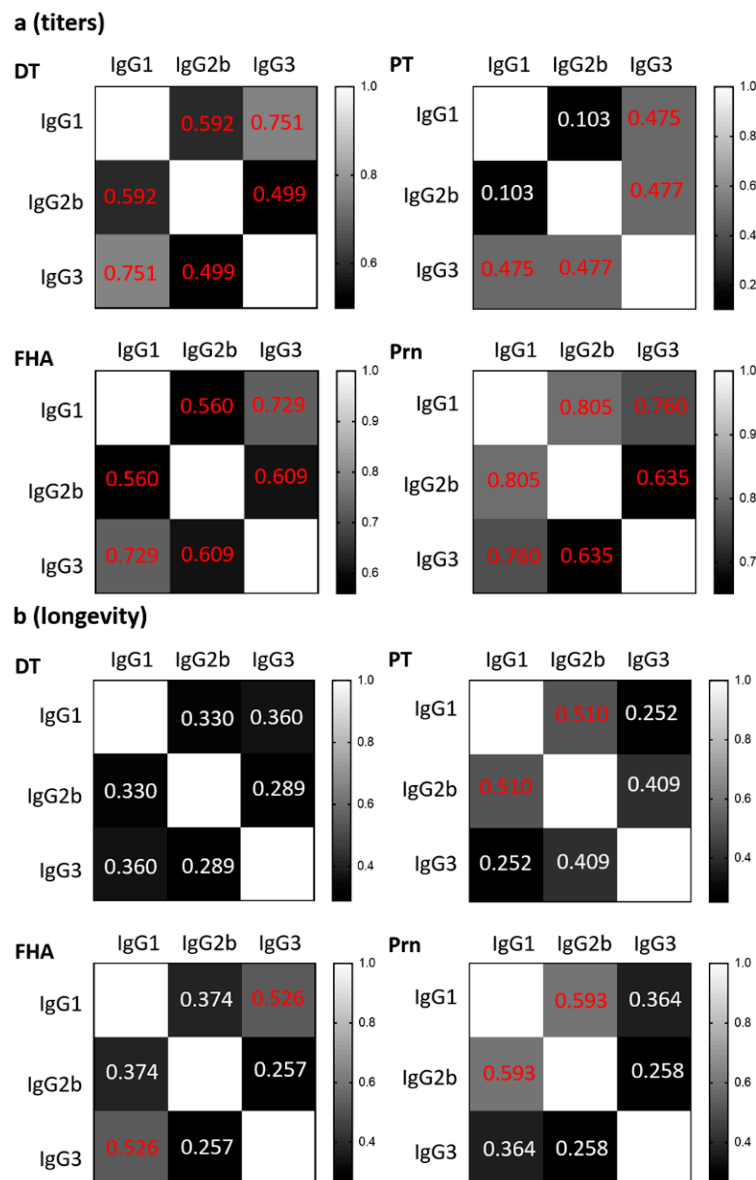 a (titers)
DT IgG1 IgG2b IgG3
1.0
IgG1 0.592 0.751
0.8
IgG2b 0.592 0.499
0.6
IgG3 0.751 0.499
PT IgG1 IgG2b IgG3
1.0
IgG1 0.103 0.475
0.8
0.6
IgG2b 0.103 0.477
0.4
IgG3 0.475 0.477
0.2
FHA IgG1 IgG2b IgG3
1.0
IgG1 0.560 0.729
0.9
0.8
IgG2b 0.560 0.609
0.7
IgG3 0.729 0.609
0.6
Prn IgG1 IgG2b IgG3
1.0
IgG1 0.805 0.760
0.9
IgG2b 0.805 0.635
0.8
IgG3 0.760 0.635
0.7
b (longevity)
DT IgG1 IgG2b IgG3
1.0
IgG1 0.330 0.360
0.8
IgG2b 0.330 0.289
0.6
IgG3 0.360 0.289
0.4
PT IgG1 IgG2b IgG3
1.0
IgG1 0.510 0.252
0.8
IgG2b 0.510 0.409
0.6
IgG3 0.252 0.409
0.4
FHA IgG1 IgG2b IgG3
1.0
IgG1 0.374 0.526
0.8
IgG2b 0.374 0.257
0.6
IgG3 0.526 0.257
0.4
Prn IgG1 IgG2b IgG3
1.0
IgG1 0.593 0.364
0.8
IgG2b 0.593 0.258
0.6
IgG3 0.364 0.258
0.4